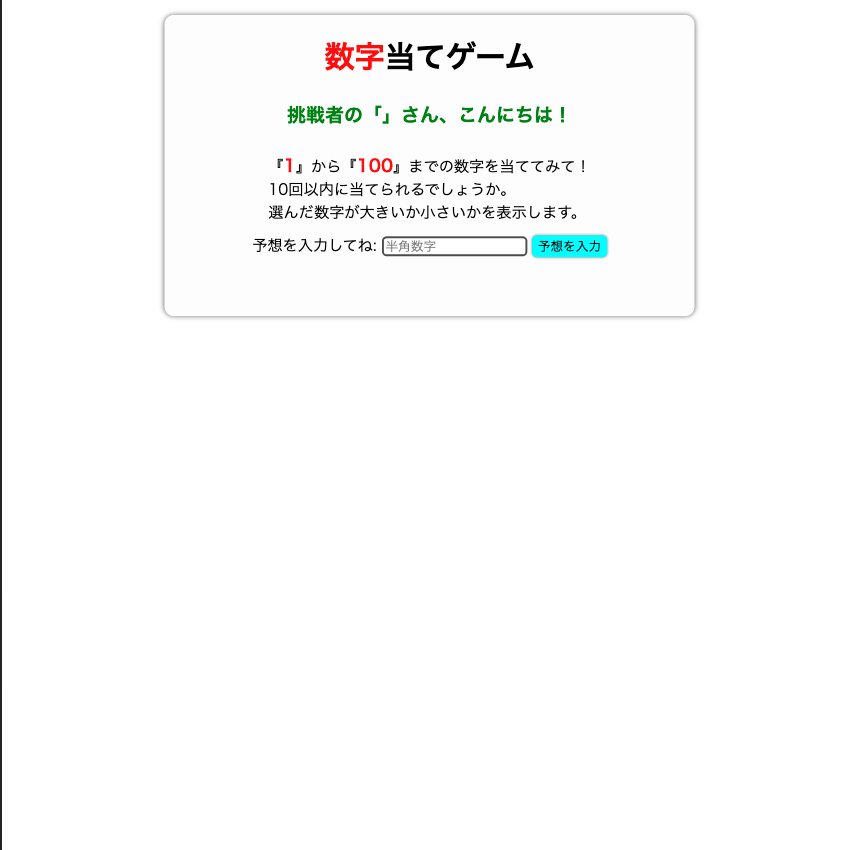 数字当てゲーム
挑戦者の「」さん、こんにちは！
『1』から『100』までの数字を当ててみて！
10回以内に当てられるでしょうか。
選んだ数字が大きいか小さいかを表示します。
予想を入力してね: 半角数字 予想を入力